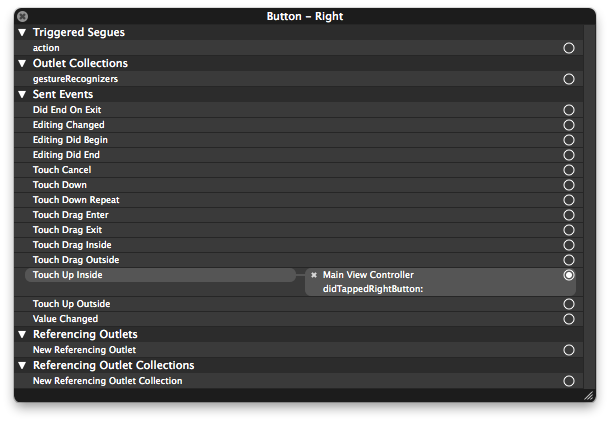 Button – Right
Triggered Segues
action
Outlet Collections
gestureRecognizers
Sent Events
Did End On Exit
Editing Changed
Editing Did Begin
Editing Did End
Touch Cancel
Touch Down
Touch Down Repeat
Touch Drag Enter
Touch Drag Exit
Touch Drag Inside
Touch Drag Outside
Touch Up Inside
Main View Controller
didTappedRightButton:
Touch Up Outside
Value Changed
Referencing Outlets
New Referencing Outlet
Referencing Outlet Collections
New Referencing Outlet Collection